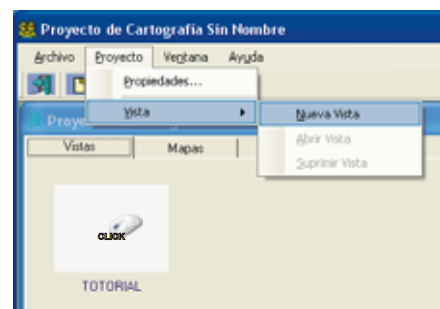 Proyecto de Cartografía Sin Nombre
Archivo Proyecto Ventana Ayuda
Propiedades...
Vista Nueva Vista
Proye
Abrir Vista
Vistas Mapas
Suprimir Vista
CLICK
TOTORIAL